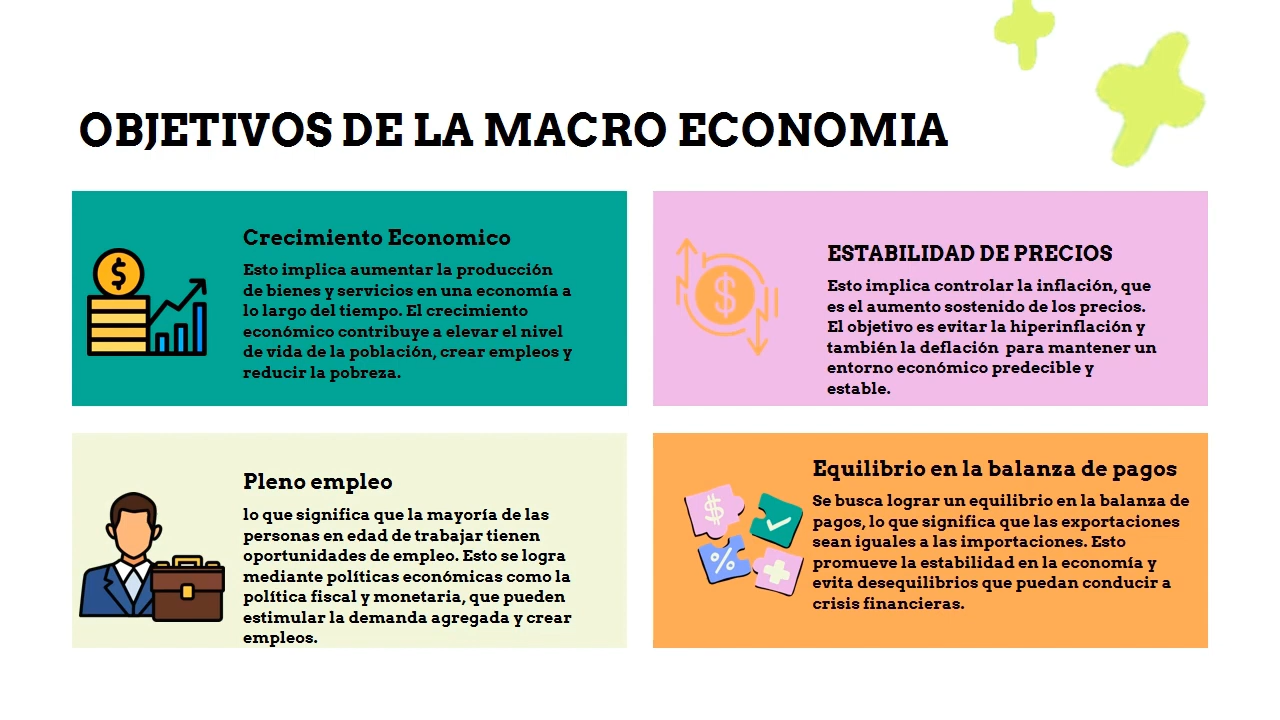 OBJETIVOS DE LA MACRO ECONOMIA
Crecimiento Economico
Esto implica aumentar la producción
de bienes y servicios en una economía a
lo largo del tiempo. El crecimiento
económico contribuye a elevar el nivel
de vida de la población, crear empleos y
reducir la pobreza.
ESTABILIDAD DE PRECIOS
Esto implica controlar la inflación, que
es el aumento sostenido de los precios.
El objetivo es evitar la hiperinflación y
también la deflación  para mantener un
entorno económico predecible y
estable.
Pleno empleo
lo que significa que la mayoría de las
personas en edad de trabajar tienen
oportunidades de empleo. Esto se logra
mediante políticas económicas como la
política fiscal y monetaria, que pueden
estimular la demanda agregada y crear
empleos.
Equilibrio en la balanza de pagos
Se busca lograr un equilibrio en la balanza de
pagos, lo que significa que las exportaciones
sean iguales a las importaciones. Esto
promueve la estabilidad en la economía y
evita desequilibrios que puedan conducir a
crisis financieras.